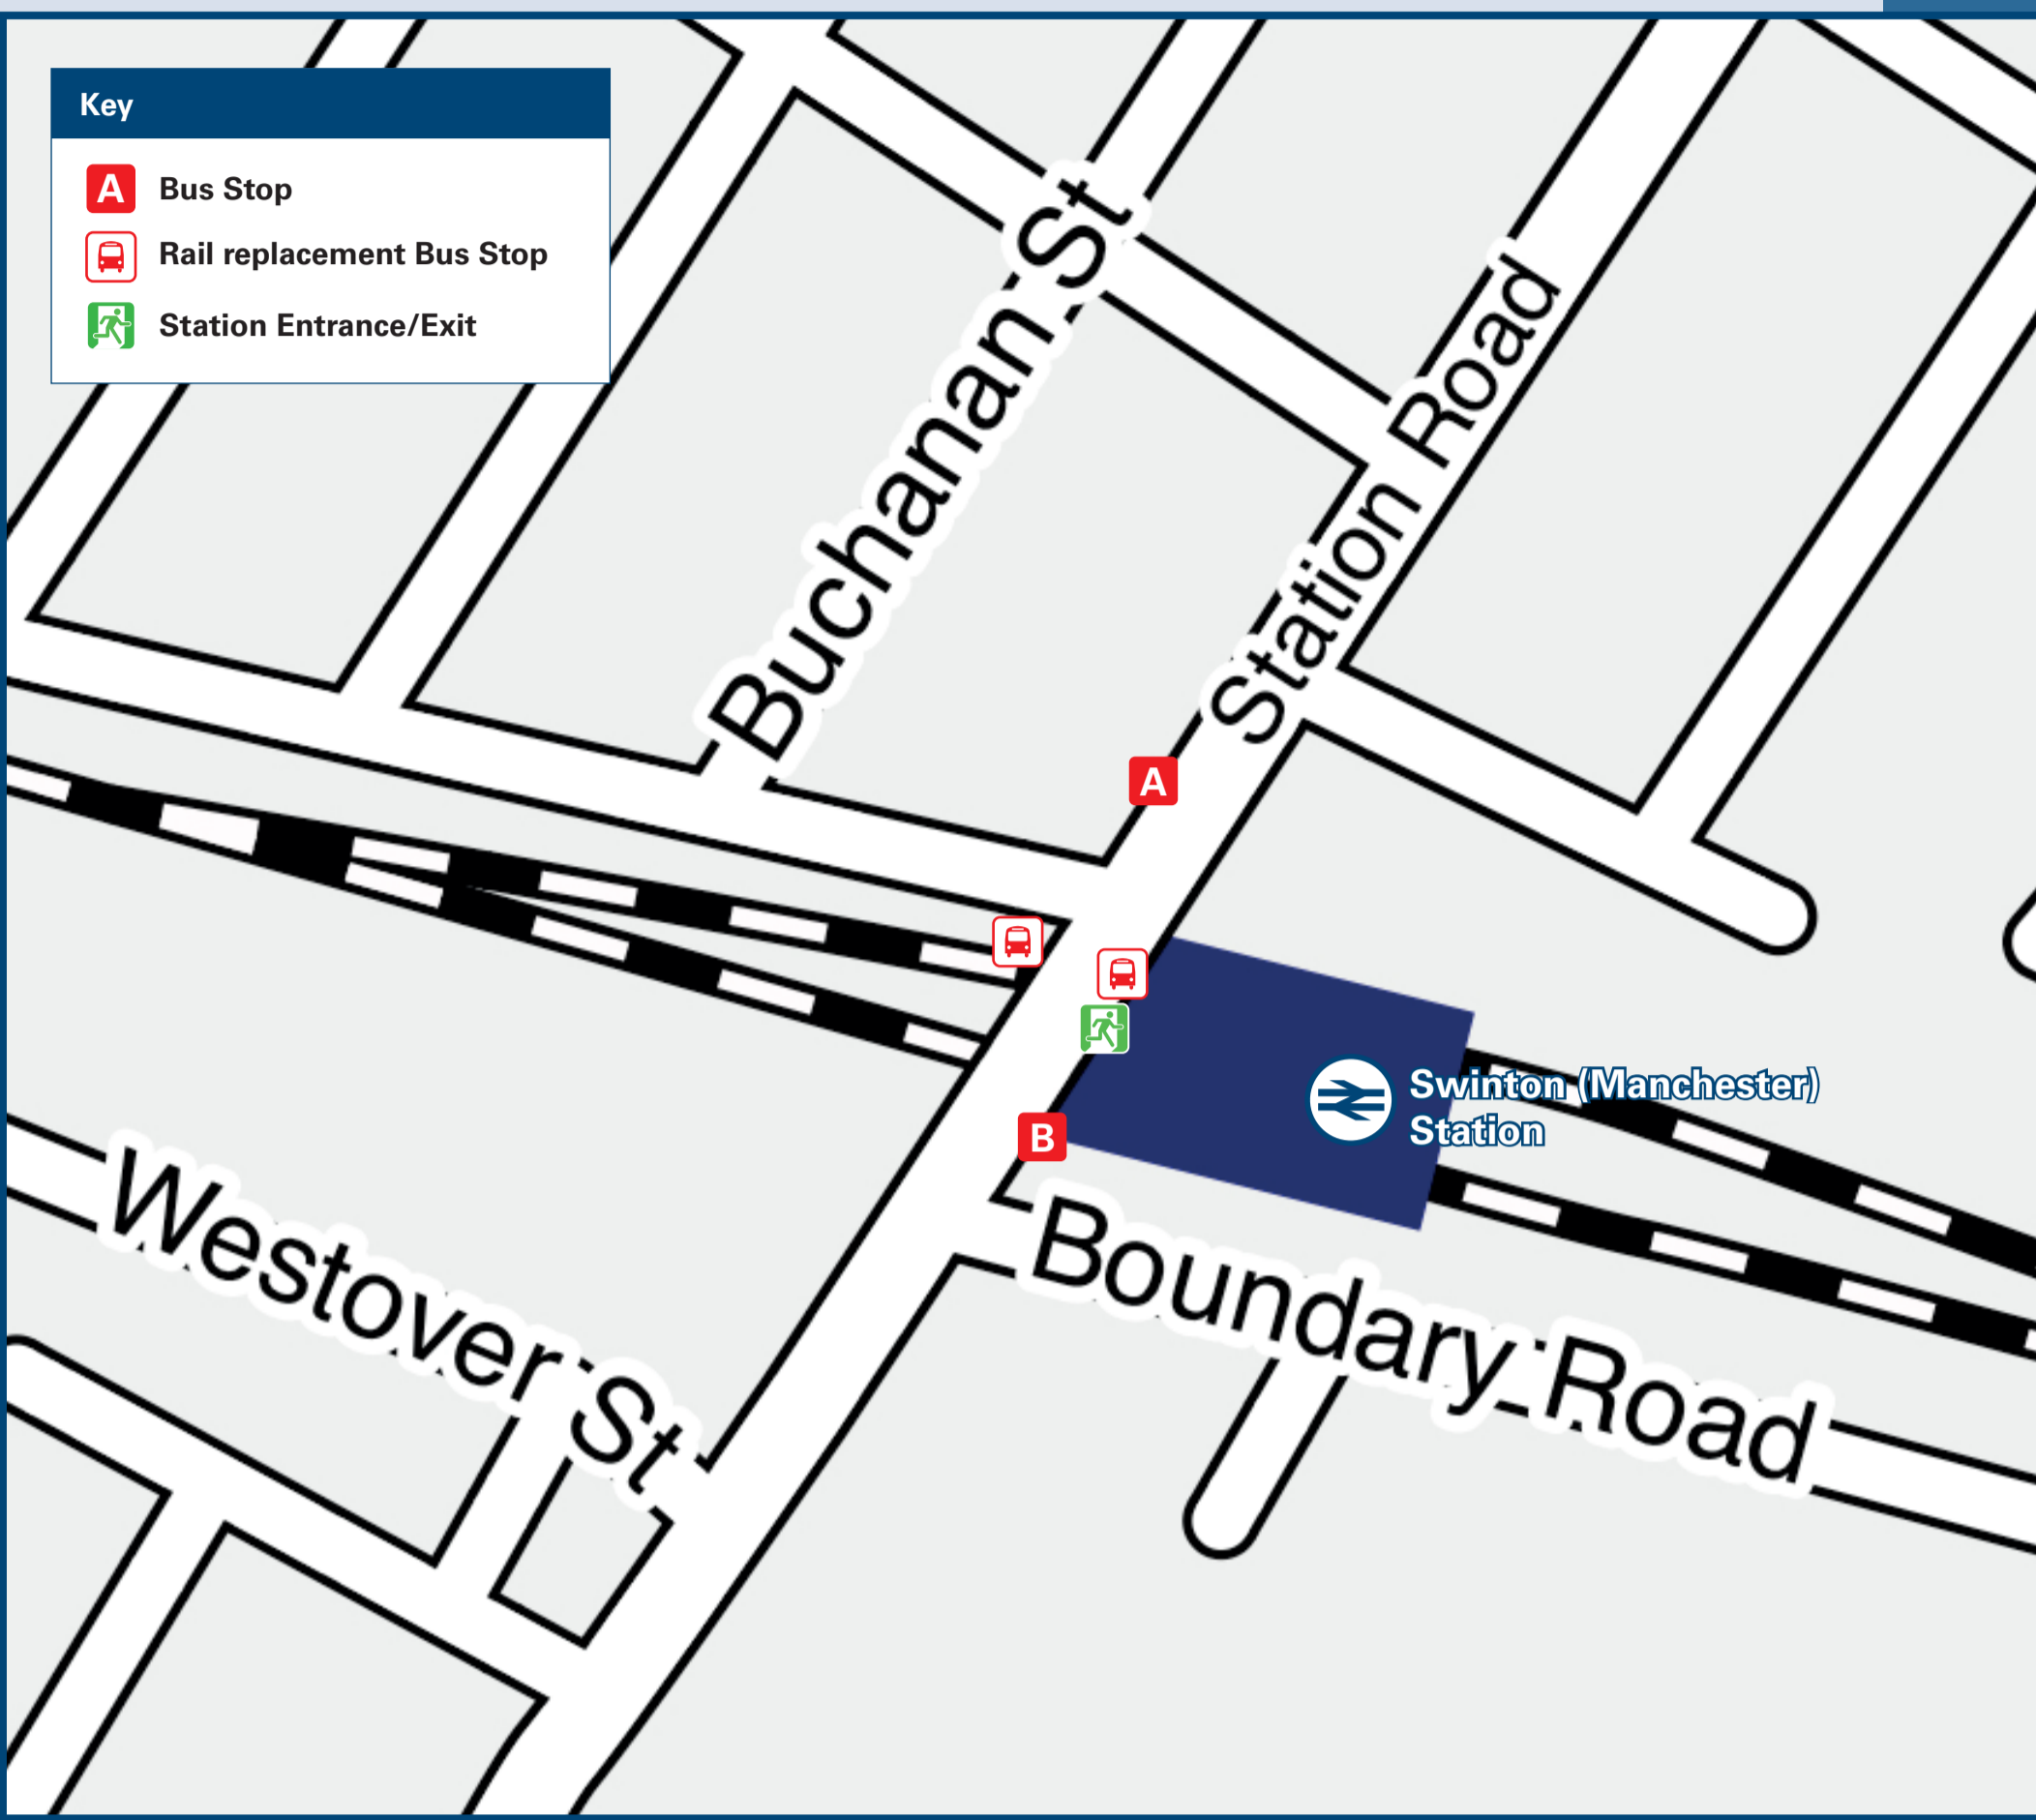 Key
A Bus Stop
Rail replacement Bus Stop
Station Entrance/Exit
Buchanan St
Station Road
A
B
Swinton (Manchester)
Station
Westover St
Boundary Road